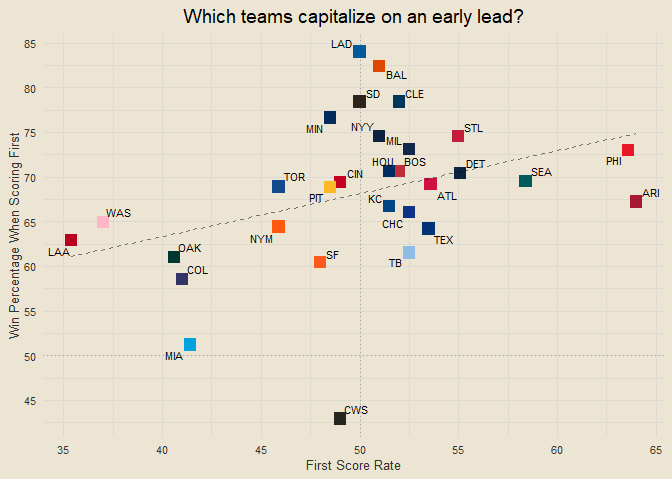 Which teams capitalize on an early lead?
Win Percentage When Scoring First
85
80
75
70
65
60
55
50
45
LAD
BAL
SD
CLE
MIN
NYY
MIL
STL
HOU
BOS
DET
PHI
SEA
ARI
TOR
CIN
PIT
KC
ATL
WAS
CHC
NYM
TEX
LAA
OAK
SF
TB
COL
MIA
CWS
35
40
45
50
55
60
65
First Score Rate